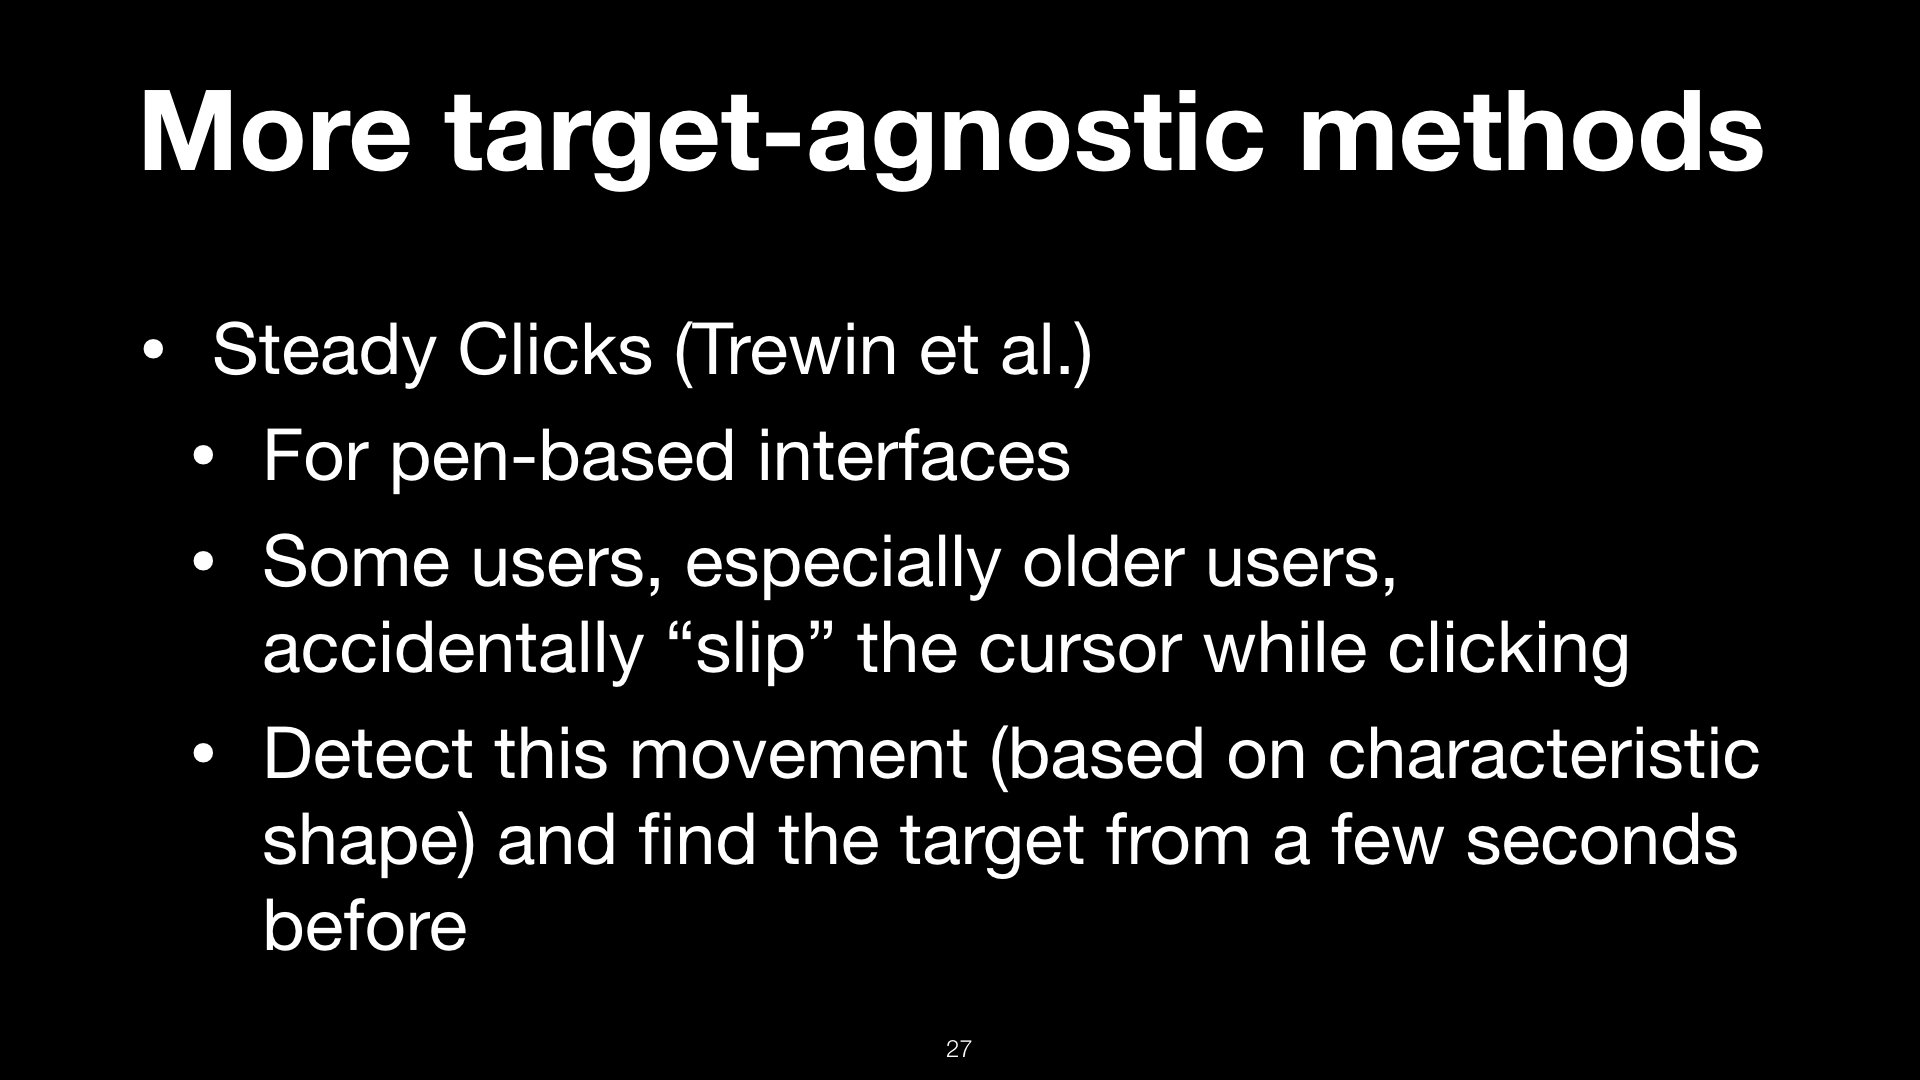 More target-agnostic methods
• Steady Clicks (Trewin et al.)
• For pen-based interfaces
• Some users, especially older users,
accidentally “slip” the cursor while clicking
• Detect this movement (based on characteristic
shape) and find the target from a few seconds
before
27